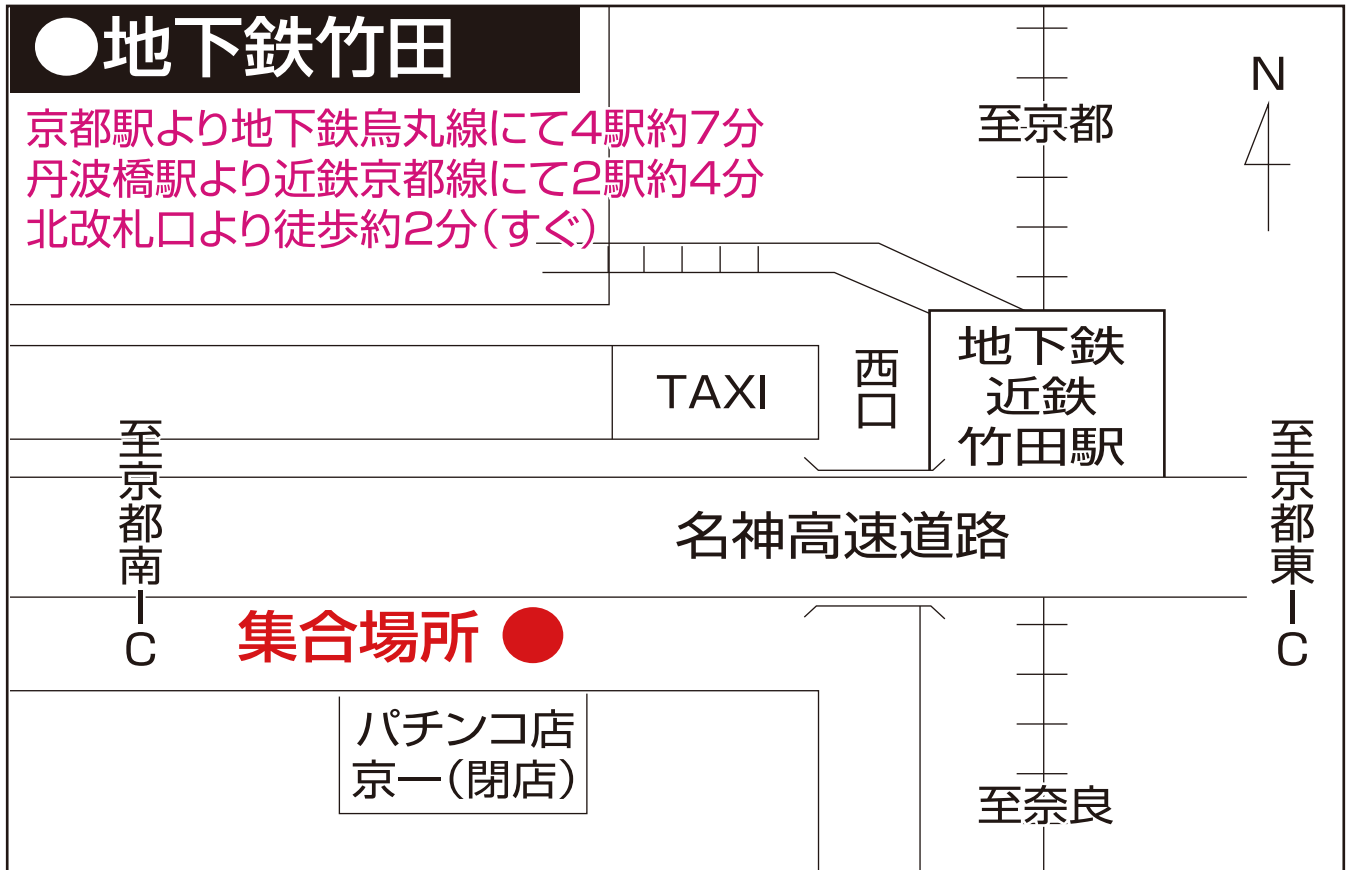 ●地下鉄竹田
京都駅より地下鉄烏丸線にて4駅約7分
丹波橋駅より近鉄京都線にて2駅約4分
北改札口より徒歩約2分(すぐ)
至京都
N
地下鉄
近鉄
竹田駅
西口
TAXI
至京都南IC
至京都東IC
名神高速道路
集合場所 ●
パチンコ店
京一(閉店)
至奈良